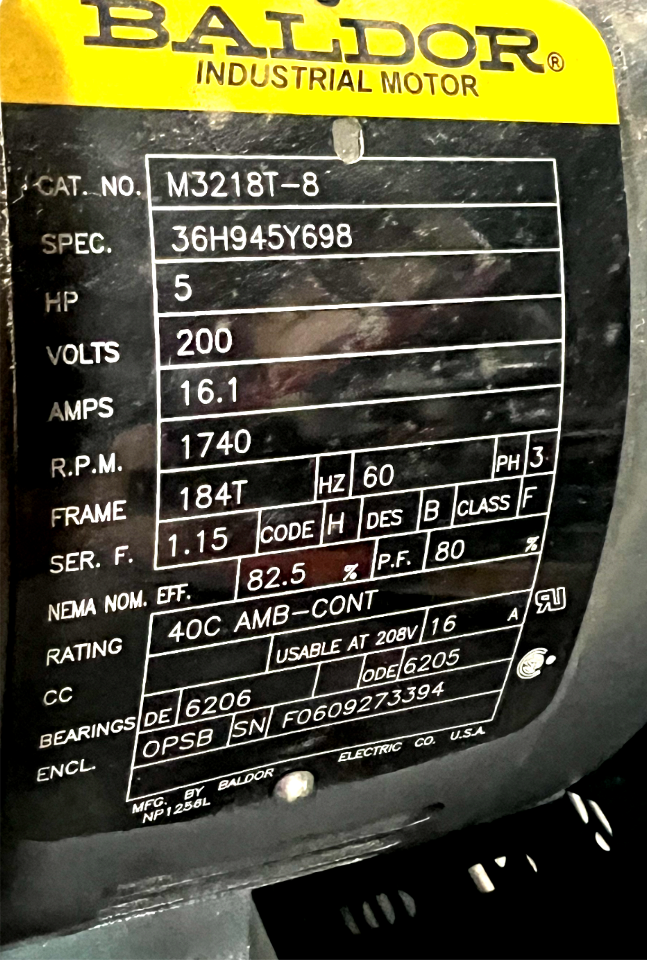 BALDOR®
INDUSTRIAL MOTOR
CAT. NO. M3218T-8
SPEC. 36H945Y698
HP 5
VOLTS 200
AMPS 16.1
R.P.M. 1740
FRAME 184T HZ 60 PH 3
SER. F. 1.15 CODE H DES B CLASS F
NEMA NOM. EFF. 82.5 % P.F. 80 %
RATING 40C AMB-CONT
CC USABLE AT 208V 16 A
BEARINGS DE 6206 ODE 6205
ENCL. OPSB SN F0609273394
MFG. BY BALDOR ELECTRIC CO. U.S.A.
NP1256L